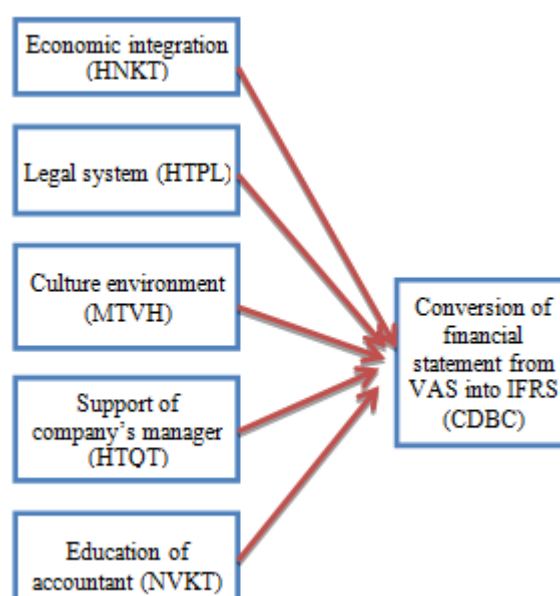 Economic integration
(HNKT)
Legal system (HTPL)
Culture environment
(MTVH)
Support of
company's manager
(HTQT)
Education of
accountant (NVKT)
Conversion of
financial
statement from
VAS into IFRS
(CDBC)